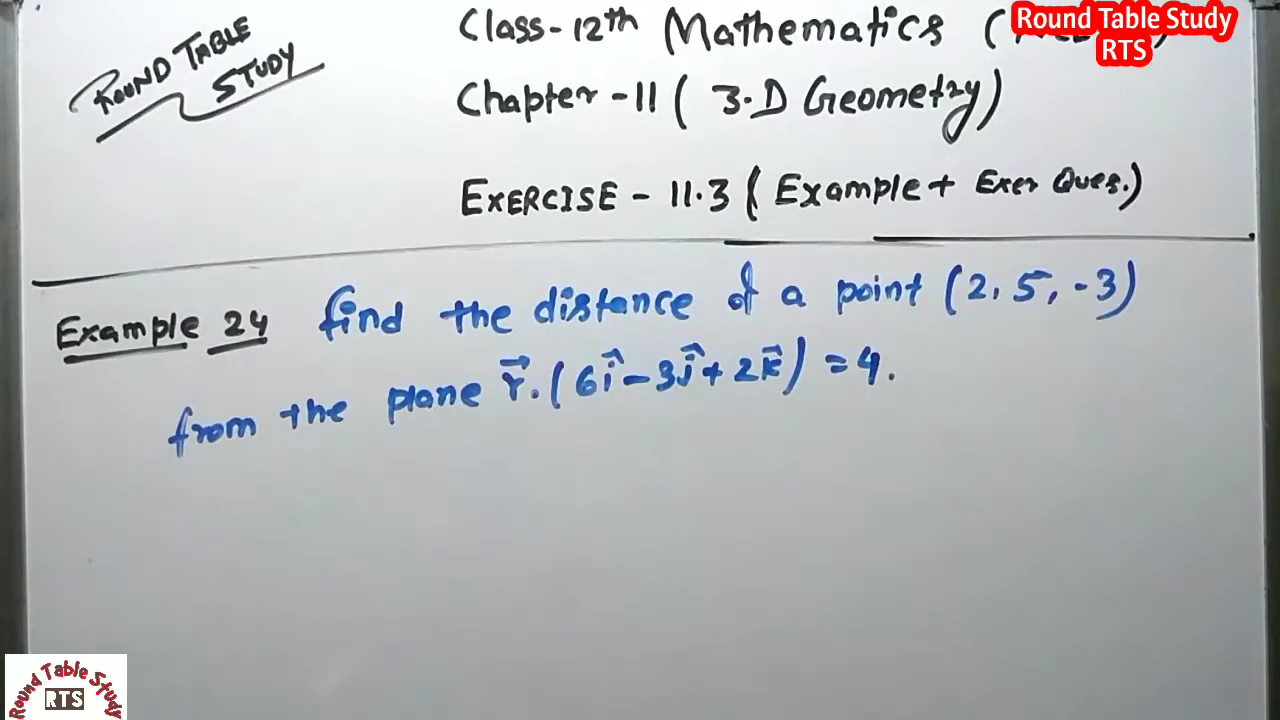 ROUND TABLE
STUDY
Class-12th Mathematics (
Round Table Study
RTS
Chapter-11 ( 3.D Geometry)
EXERCISE - 11.3 ( Example + Exer Ques.)
Example 24 find the distance of a point (2, 5, -3)
from the plane r⃗.(6î - 3ĵ + 2k⃗) = 4.
Round Table Study
RTS